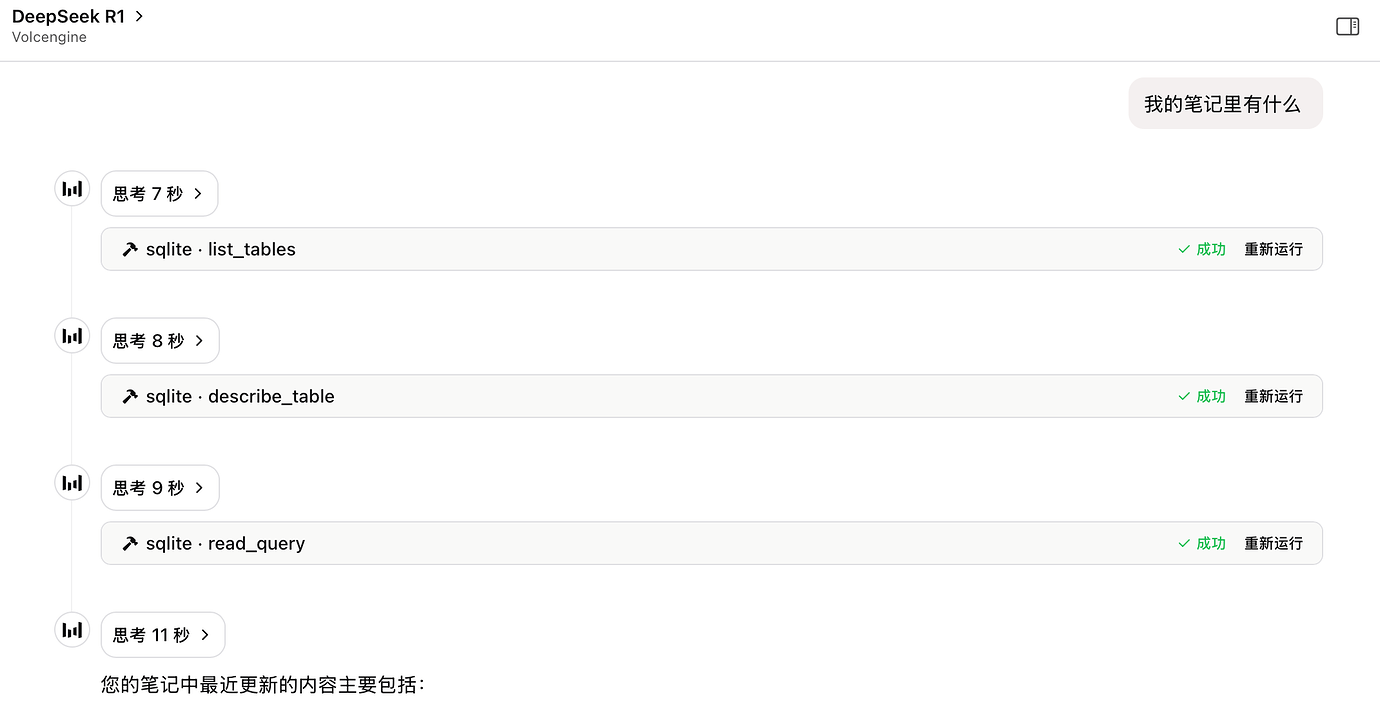 DeepSeek R1
Volcengine
我的笔记里有什么
思考 7 秒
sqlite · list_tables 成功 重新运行
思考 8 秒
sqlite · describe_table 成功 重新运行
思考 9 秒
sqlite · read_query 成功 重新运行
思考 11 秒
您的笔记中最近更新的内容主要包括：